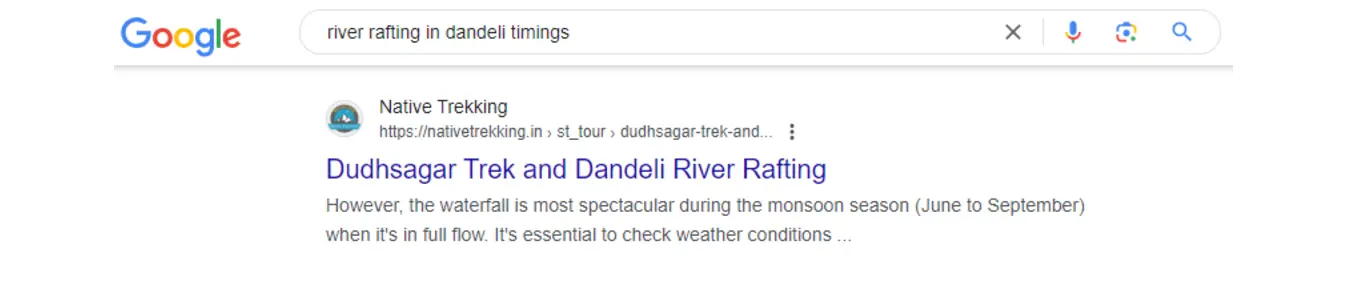 Google
river rafting in dandeli timings
Native Trekking
https://nativetrekking.in › st_tour › dudhsagar-trek-and...
Dudhsagar Trek and Dandeli River Rafting
However, the waterfall is most spectacular during the monsoon season (June to September)
when it's in full flow. It's essential to check weather conditions ...